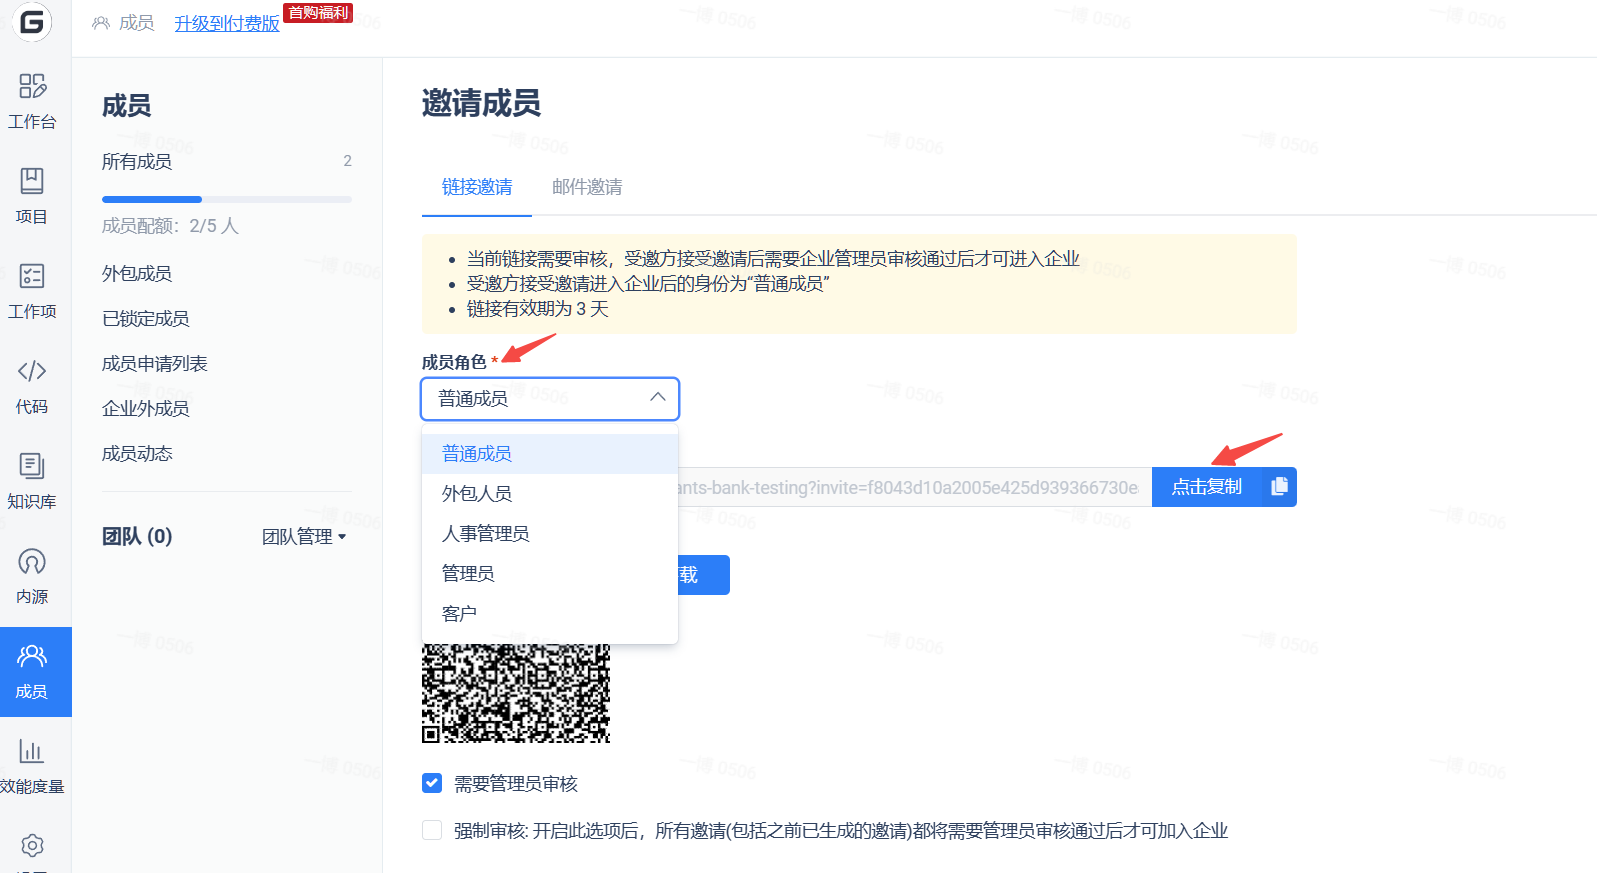 成员
升级到付费版
首购福利
工作台
项目
工作项
代码
知识库
内源
成员
效能度量
成员
所有成员
2
成员配额：2/5 人
外包成员
已锁定成员
成员申请列表
企业外成员
成员动态
团队 (0)
团队管理
邀请成员
链接邀请
邮件邀请
当前链接需要审核，受邀方接受邀请后需要企业管理员审核通过后才可进入企业
受邀方接受邀请进入企业后的身份为“普通成员”
链接有效期为 3 天
成员角色 *
普通成员
普通成员
外包人员
人事管理员
管理员
客户
ants-bank-testing?invite=f8043d10a2005e425d939366730e
点击复制
载
需要管理员审核
强制审核: 开启此选项后，所有邀请(包括之前已生成的邀请)都将需要管理员审核通过后才可加入企业
一博 0506